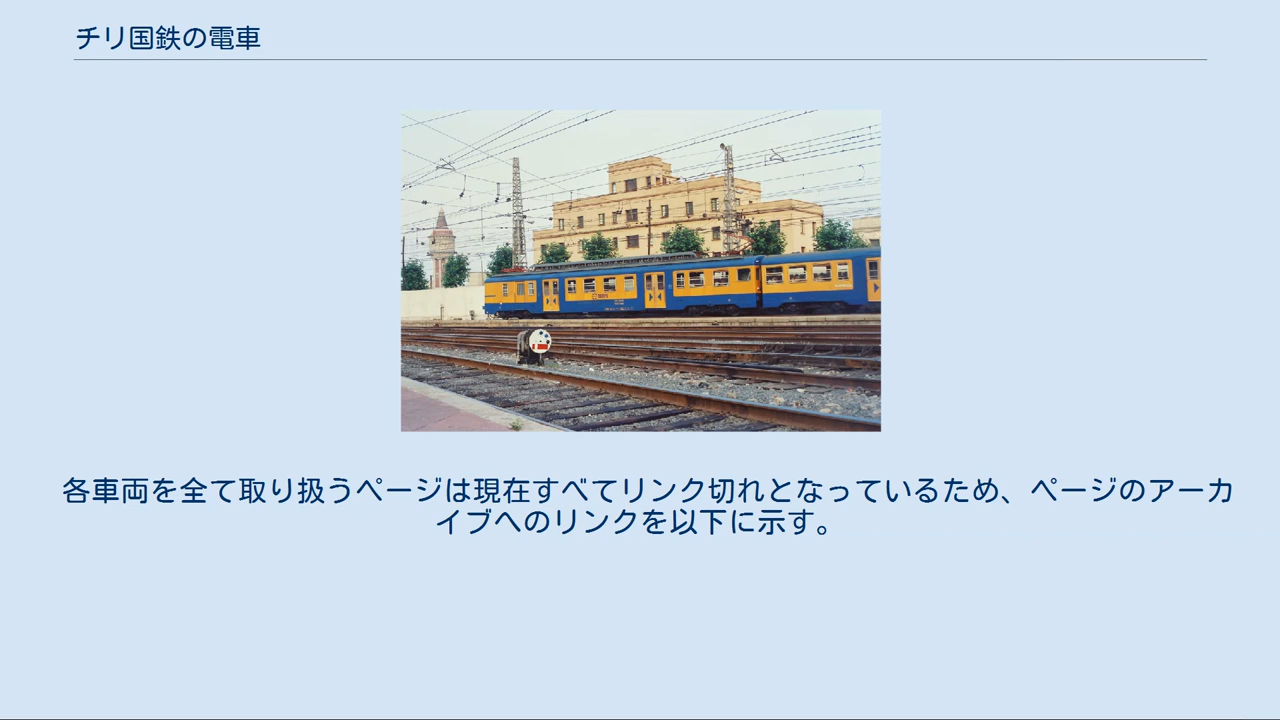 チリ国鉄の電車
各車両を全て取り扱うページは現在すべてリンク切れとなっているため、ページのアーカ
イブへのリンクを以下に示す。